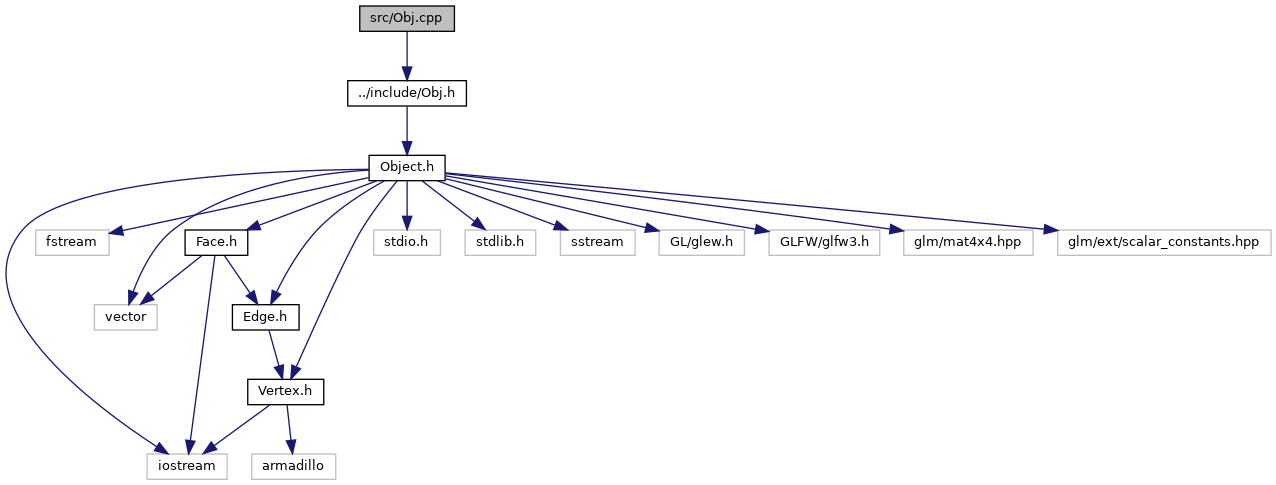 src/Obj.cpp
../include/Obj.h
Object.h
fstream
Face.h
stdio.h
stdlib.h
sstream
GL/glew.h
GLFW/glfw3.h
glm/mat4x4.hpp
glm/ext/scalar_constants.hpp
vector
Edge.h
Vertex.h
iostream
armadillo